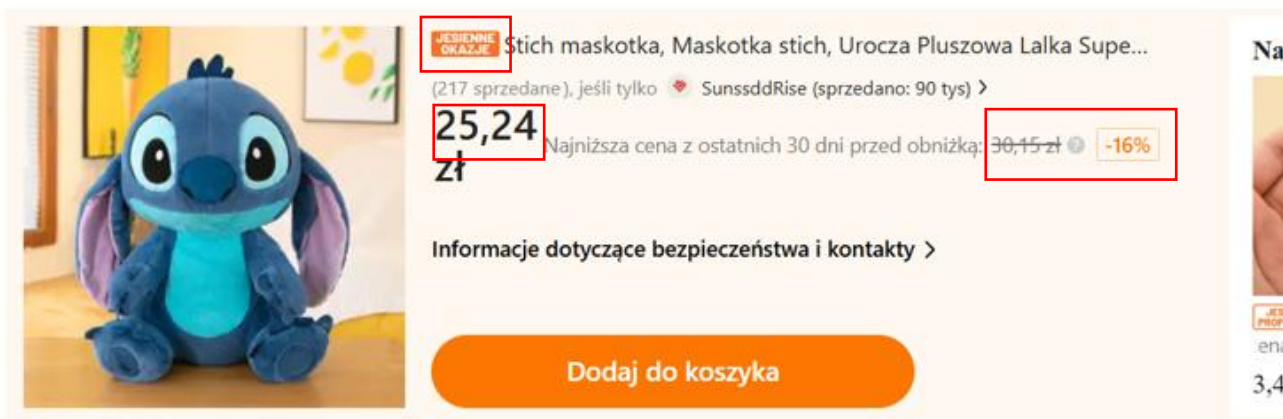 JESIENNE
OKAZJE
Stich maskotka, Maskotka stich, Urocza Pluszowa Lalka Supe...
(217 sprzedane), jeśli tylko SunssddRise (sprzedano: 90 tys) >
25,24
zł
Najniższa cena z ostatnich 30 dni przed obniżką: 30,15 zł ? -16%
Informacje dotyczące bezpieczeństwa i kontakty >
Dodaj do koszyka
Na
ena
3,4